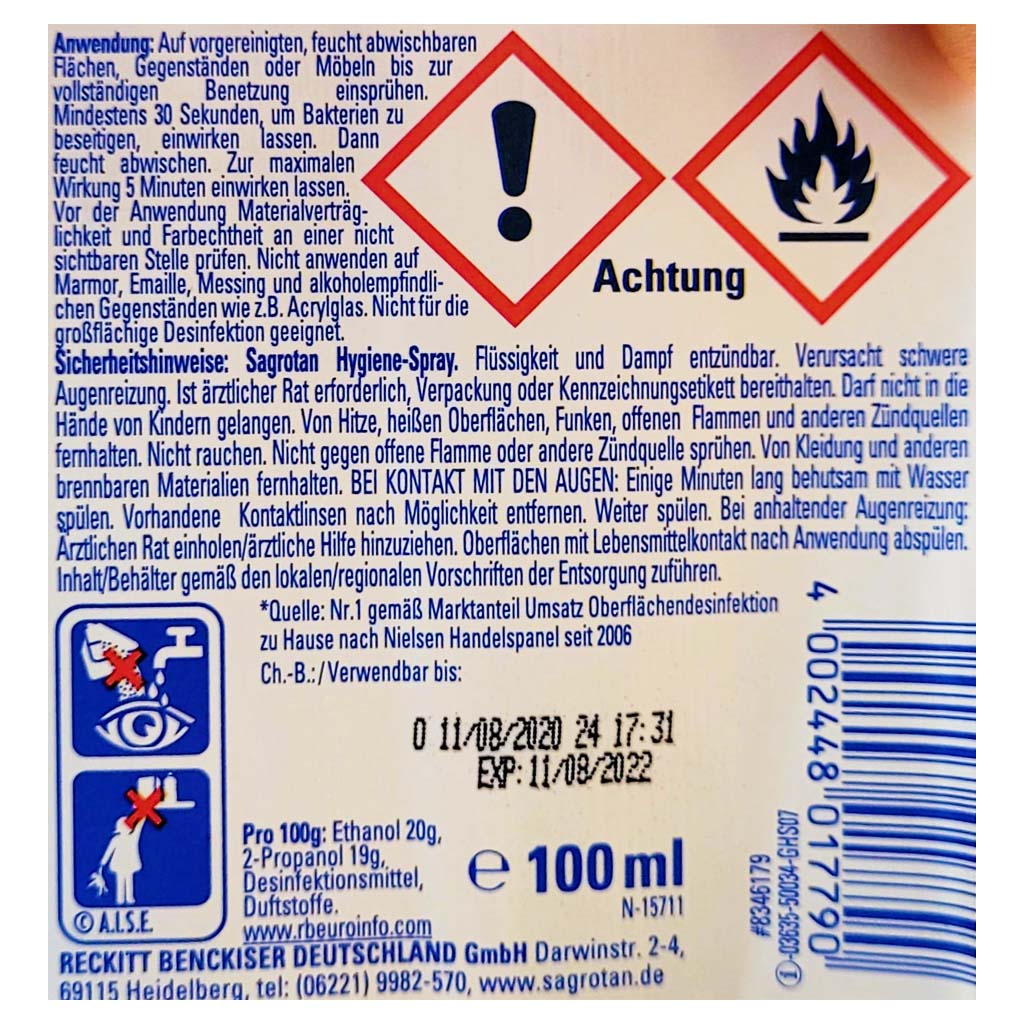 Anwendung: Auf vorgereinigten, feucht abwischbaren
Flächen, Gegenständen oder Möbeln bis zur
vollständigen Benetzung einsprühen.
Mindestens 30 Sekunden, um Bakterien zu
beseitigen, einwirken lassen. Dann
feucht abwischen. Zur maximalen
Wirkung 5 Minuten einwirken lassen.
Vor der Anwendung Materialverträg-
lichkeit und Farbechtheit an einer nicht
sichtbaren Stelle prüfen. Nicht anwenden auf
Marmor, Emaille, Messing und alkoholempfindli-
chen Gegenständen wie z.B. Acrylglas. Nicht für die
großflächige Desinfektion geeignet.
Achtung
Sicherheitshinweise: Sagrotan Hygiene-Spray. Flüssigkeit und Dampf entzündbar. Verursacht schwere
Augenreizung. Ist ärztlicher Rat erforderlich, Verpackung oder Kennzeichnungsetikett bereithalten. Darf nicht in die
Hände von Kindern gelangen. Von Hitze, heißen Oberflächen, Funken, offenen Flammen und anderen Zündquellen
fernhalten. Nicht rauchen. Nicht gegen offene Flamme oder andere Zündquelle sprühen. Von Kleidung und anderen
brennbaren Materialien fernhalten. BEI KONTAKT MIT DEN AUGEN: Einige Minuten lang behutsam mit Wasser
spülen. Vorhandene Kontaktlinsen nach Möglichkeit entfernen. Weiter spülen. Bei anhaltender Augenreizung:
Ärztlichen Rat einholen/ärztliche Hilfe hinzuziehen. Oberflächen mit Lebensmittelkontakt nach Anwendung abspülen.
Inhalt/Behälter gemäß den lokalen/regionalen Vorschriften der Entsorgung zuführen.
*Quelle: Nr.1 gemäß Marktanteil Umsatz Oberflächendesinfektion
zu Hause nach Nielsen Handelspanel seit 2006
Ch.-B.:/Verwendbar bis:
0 11/08/2020 24 17:31
EXP: 11/08/2022
Pro 100g: Ethanol 20g,
2-Propanol 19g,
Desinfektionsmittel,
Duftstoffe.
www.rbeuroinfo.com
e 100 ml
N-15711
© A.I.S.E.
RECKITT BENCKISER DEUTSCHLAND GmbH Darwinstr. 2-4,
69115 Heidelberg, tel: (06221) 9982-570, www.sagrotan.de
#8346179
i -03635-50034-GHS07
4 002448 017790